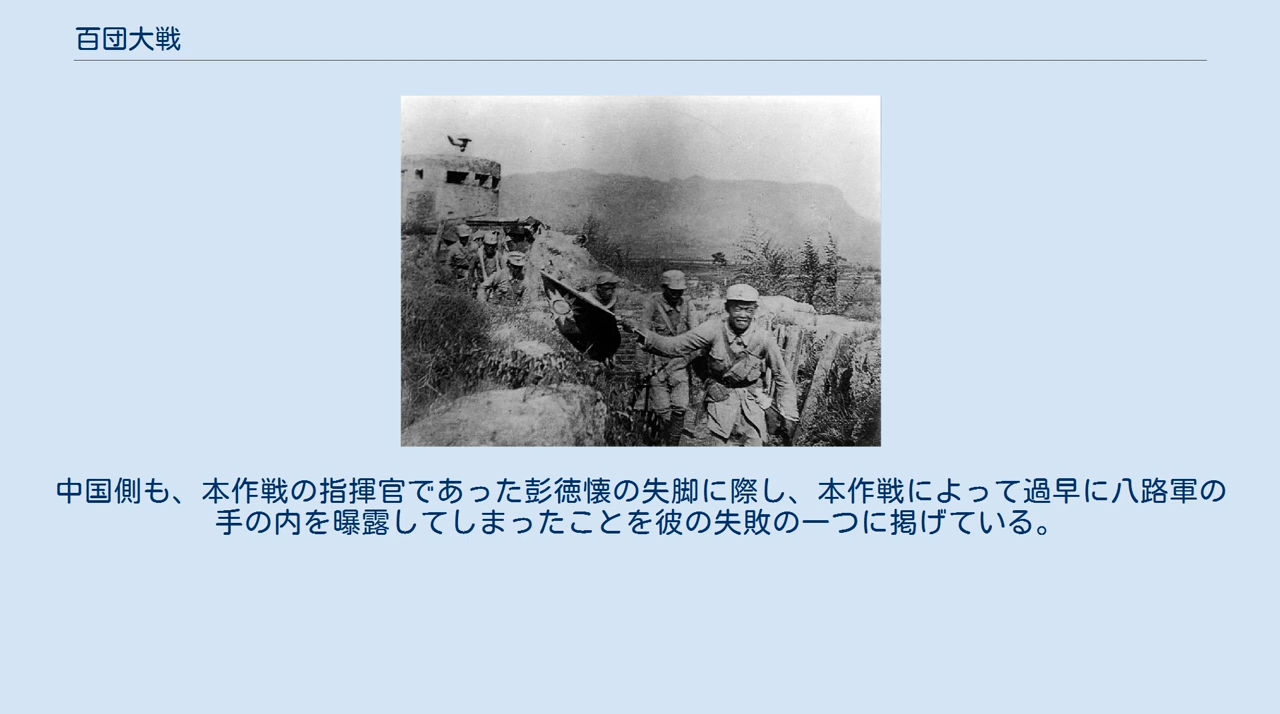 百団大戦
中国側も、本作戦の指揮官であった彭徳懐の失脚に際し、本作戦によって過早に八路軍の
手の内を曝露してしまったことを彼の失敗の一つに掲げている。